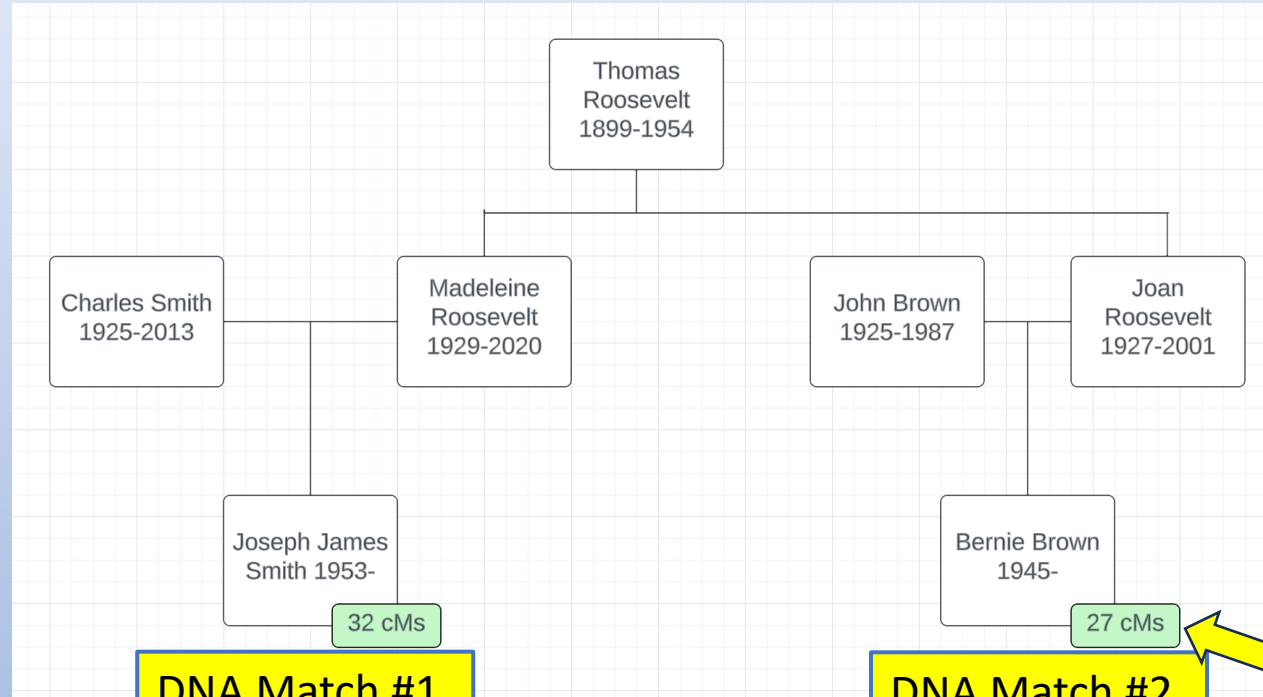 Thomas
Roosevelt
1899-1954
Charles Smith
1925-2013
Madeleine
Roosevelt
1929-2020
John Brown
1925-1987
Joan
Roosevelt
1927-2001
Joseph James
Smith 1953-
32 cMs
DNA Match #1
Bernie Brown
1945-
27 cMs
DNA Match #2